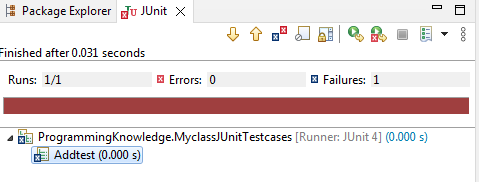 Package Explorer JUnit
Finished after 0.031 seconds
Runs: 1/1 Errors: 0 Failures: 1
ProgrammingKnowledge.MyclassJUnitTestcases [Runner: JUnit 4] (0.000 s)
Addtest (0.000 s)